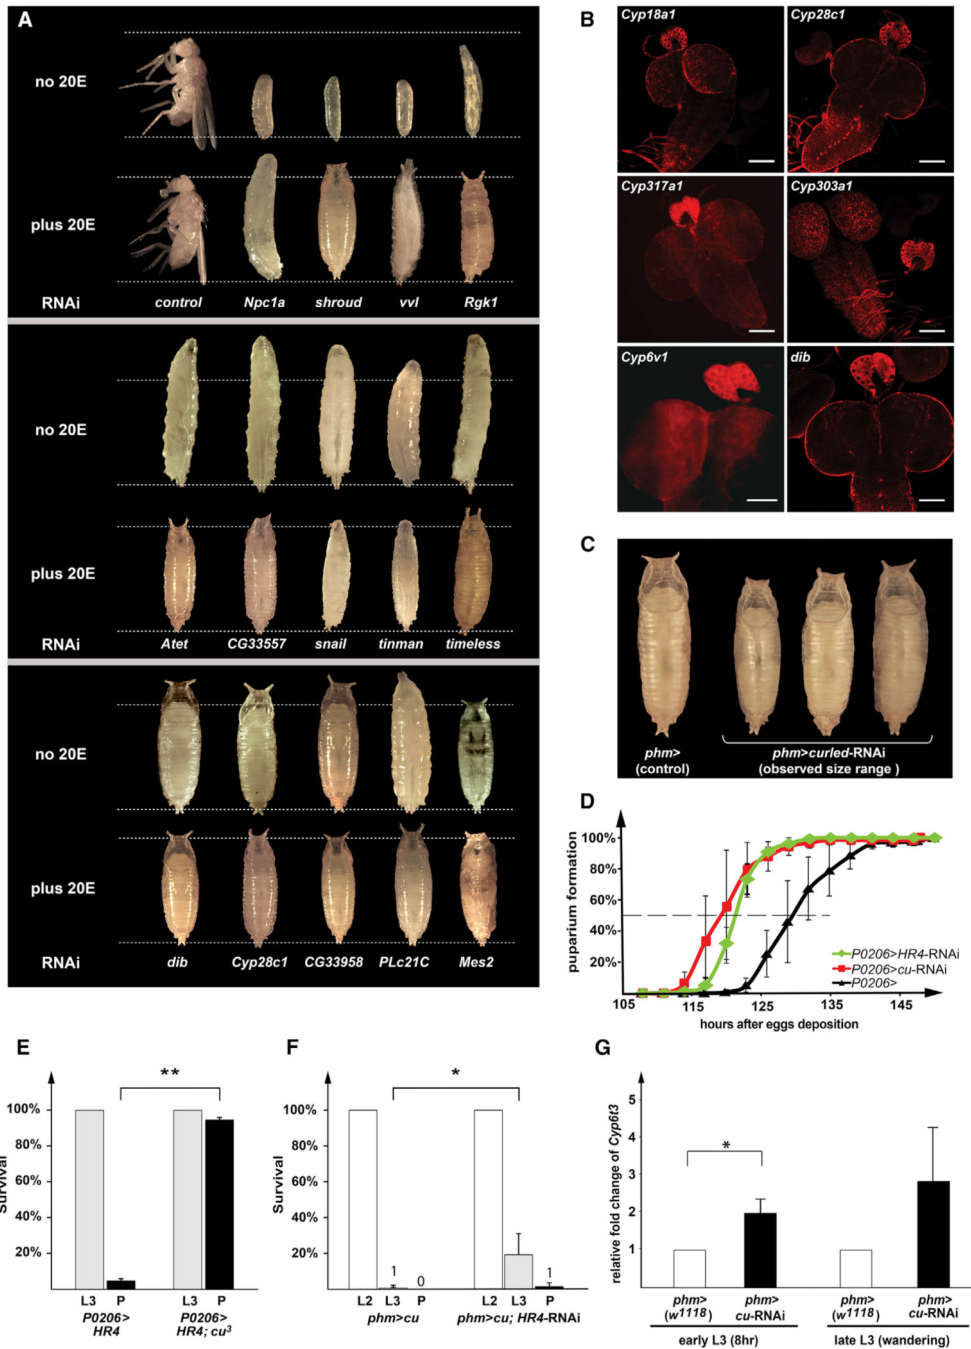 A
no 20E
plus 20E
RNAi control Npc1a shroud vvl Rgk1
no 20E
plus 20E
RNAi Atet CG33557 snail tinman timeless
no 20E
plus 20E
RNAi dib Cyp28c1 CG33958 PLc21C Mes2
B
Cyp18a1 Cyp28c1
Cyp317a1 Cyp303a1
Cyp6v1 dib
C
phm> phm>curled-RNAi
(control) (observed size range )
D
puparium formation
100%
80%
60%
40%
20%
105 115 125 135 145
hours after eggs deposition
P0206>HR4-RNAi
P0206>cu-RNAi
P0206>
E
**
Survival
100%
80%
60%
40%
20%
L3 P L3 P
P0206> P0206>
HR4 HR4; cu3
F
*
Survival
100%
80%
60%
40%
20%
1 0 1
L2 L3 P L2 L3 P
phm>cu phm>cu; HR4-RNAi
G
relative fold change of Cyp6t3
5
4
3
2
1
*
phm> phm> phm> phm>
(w1118) cu-RNAi (w1118) cu-RNAi
early L3 (8hr) late L3 (wandering)